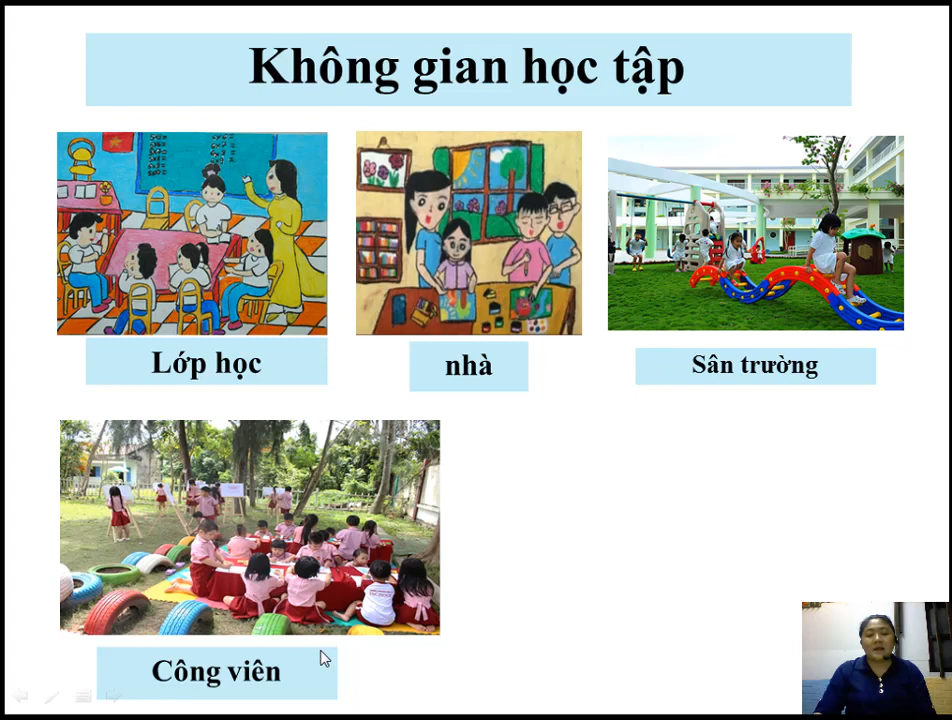 Không gian học tập
Lớp học
nhà
Sân trường
Công viên